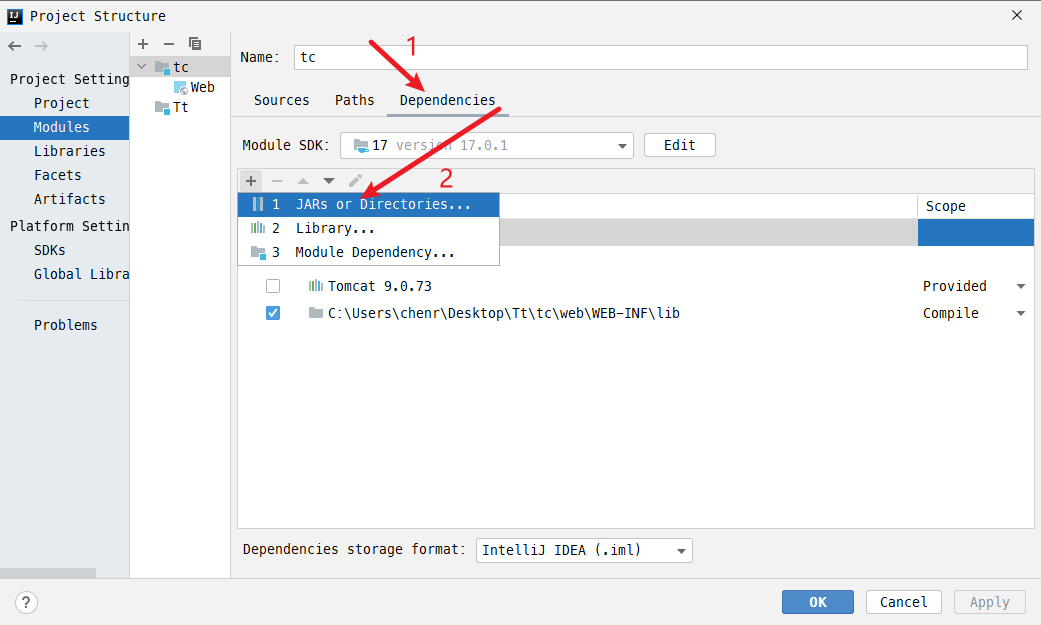 Project Structure
Project Setting
Project
Modules
Libraries
Facets
Artifacts
Platform Settin
SDKs
Global Libra
Problems
tc
Web
Tt
Name: tc
1
Sources Paths Dependencies
Module SDK: 17 version 17.0.1 Edit
2
1 JARs or Directories...
2 Library...
3 Module Dependency...
Scope
Tomcat 9.0.73 Provided
C:\Users\chenr\Desktop\Tt\tc\web\WEB-INF\lib Compile
Dependencies storage format: IntelliJ IDEA (.iml)
? OK Cancel Apply